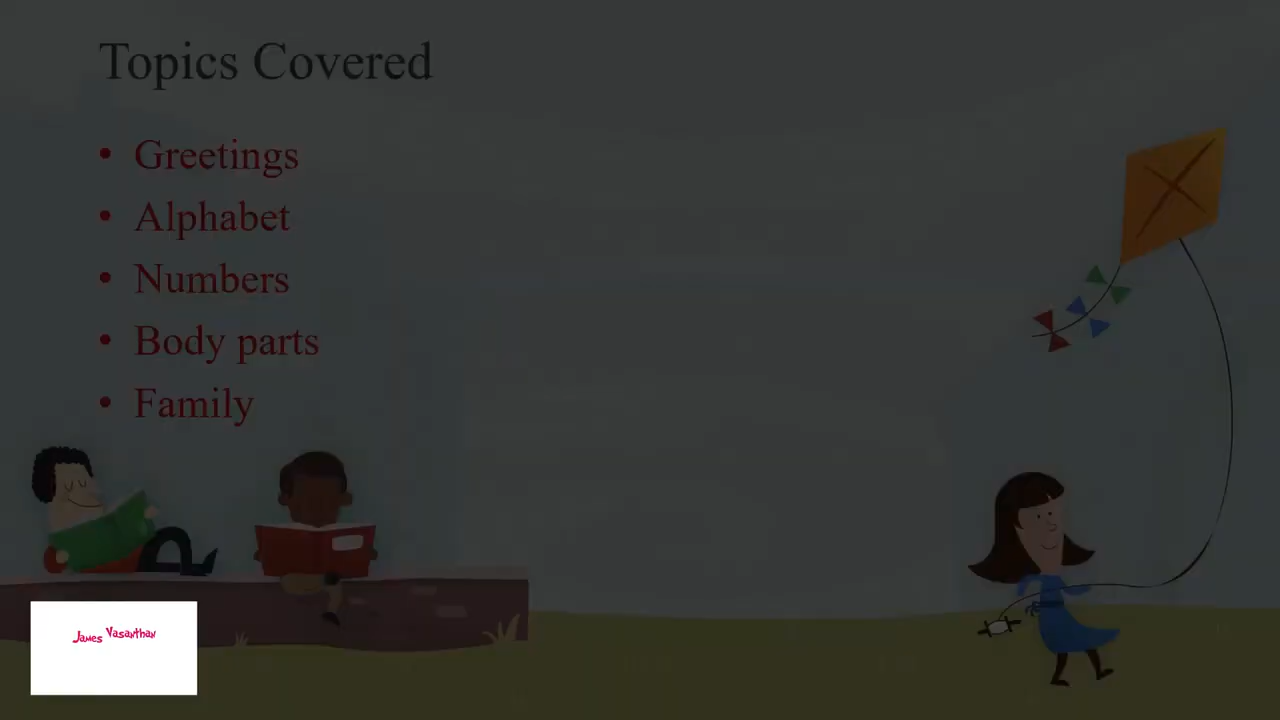 Topics Covered
• Greetings
• Alphabet
• Numbers
• Body parts
• Family
James Vasanthan